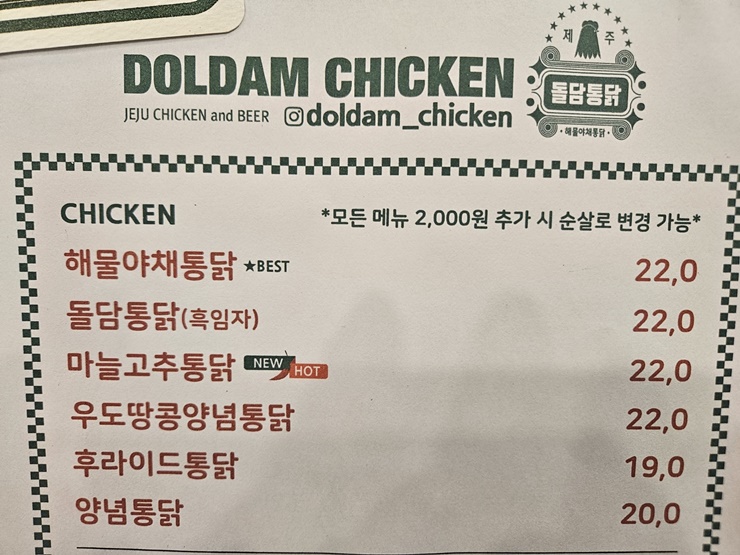 DOLDAM CHICKEN
JEJU CHICKEN and BEER doldam_chicken
제 주
돌담통닭
·해물야채통닭·
CHICKEN *모든 메뉴 2,000원 추가 시 순살로 변경 가능*
해물야채통닭 ★BEST 22,0
돌담통닭(흑임자) 22,0
마늘고추통닭 NEW HOT 22,0
우도땅콩양념통닭 22,0
후라이드통닭 19,0
양념통닭 20,0